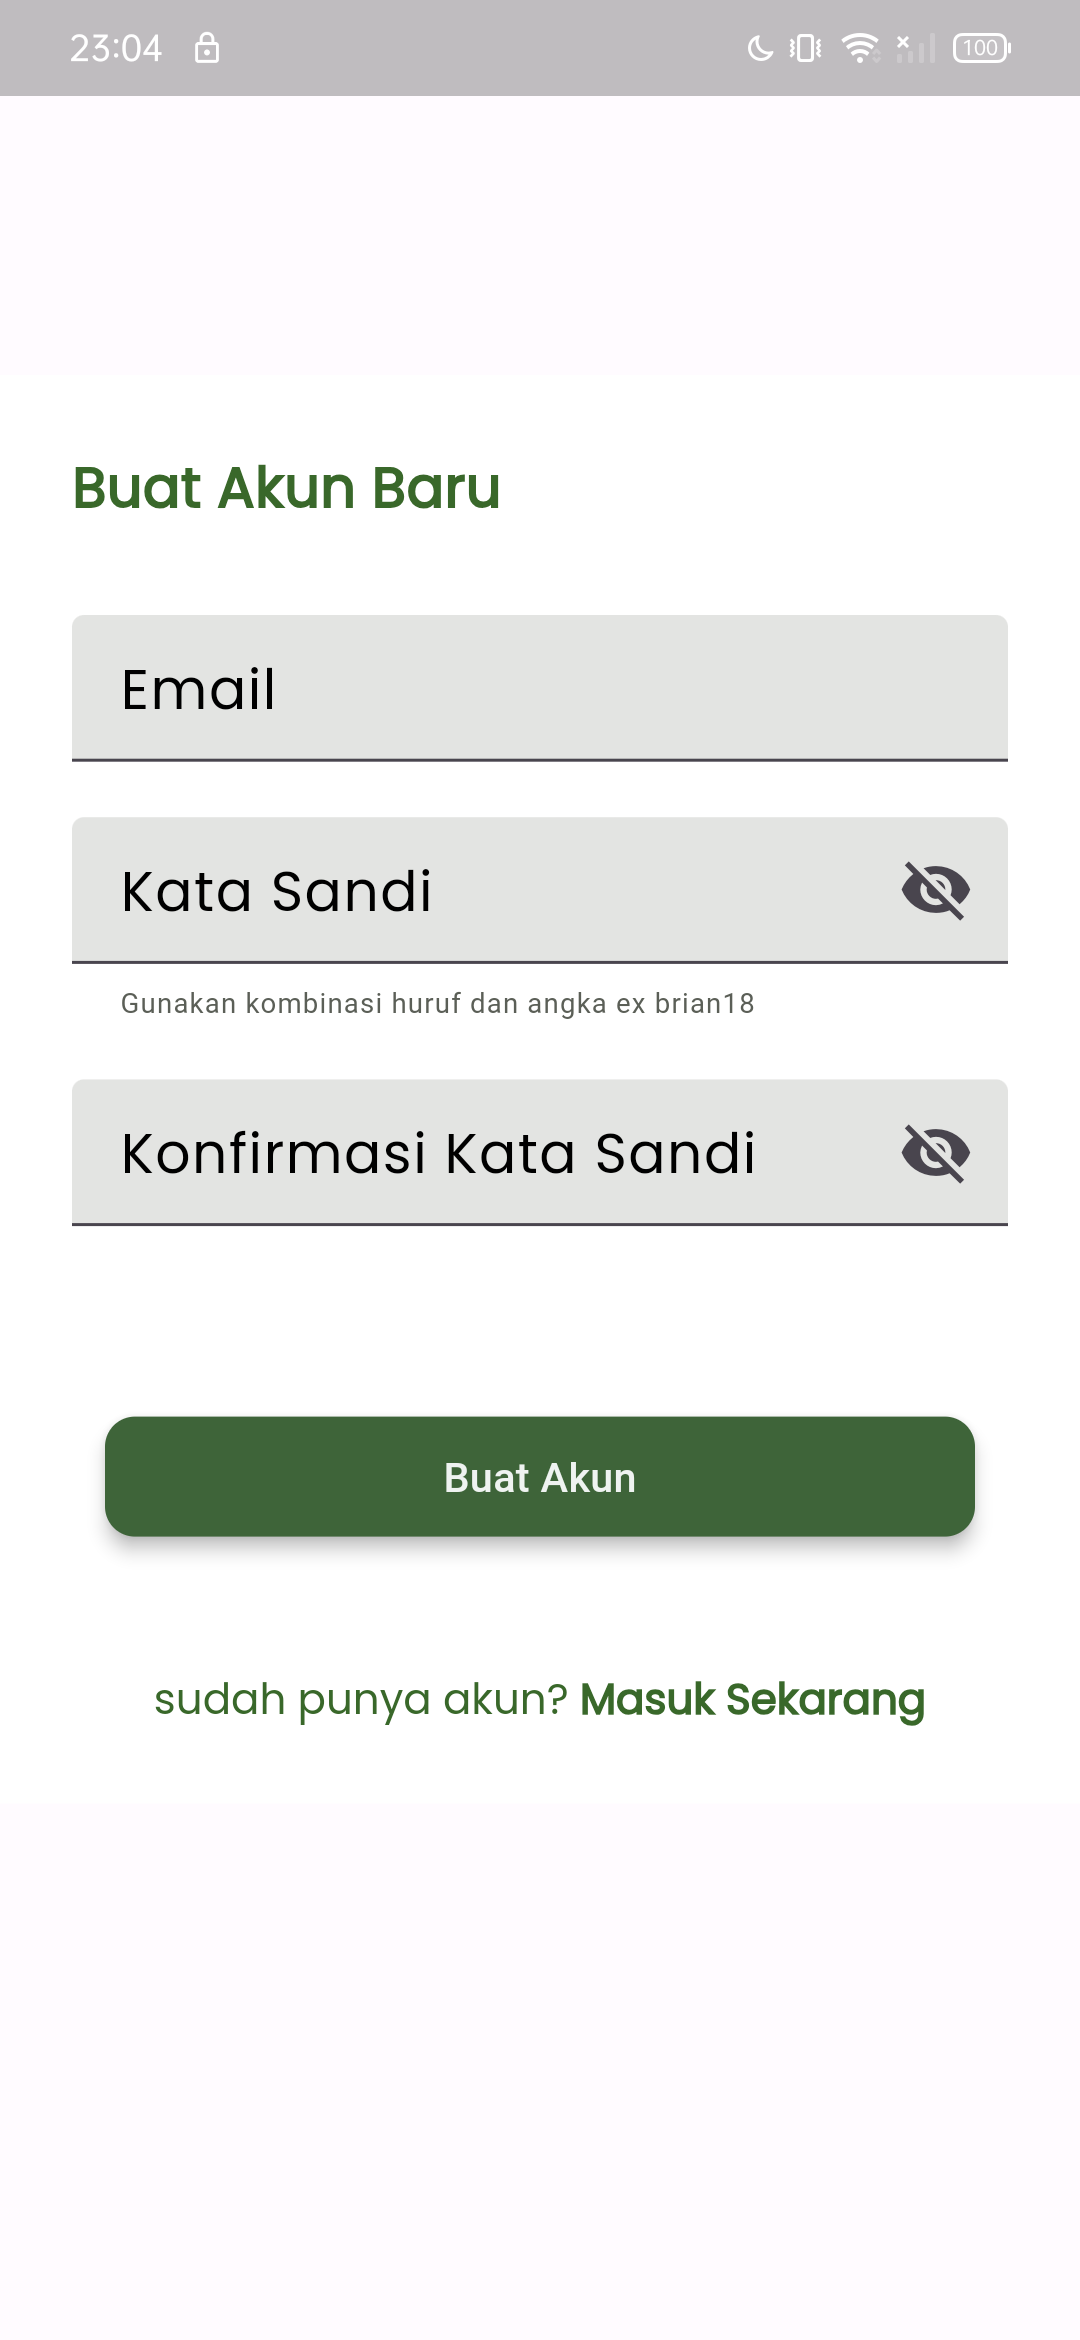 23:04
100
Buat Akun Baru
Email
Kata Sandi
Gunakan kombinasi huruf dan angka ex brian18
Konfirmasi Kata Sandi
Buat Akun
sudah punya akun? Masuk Sekarang